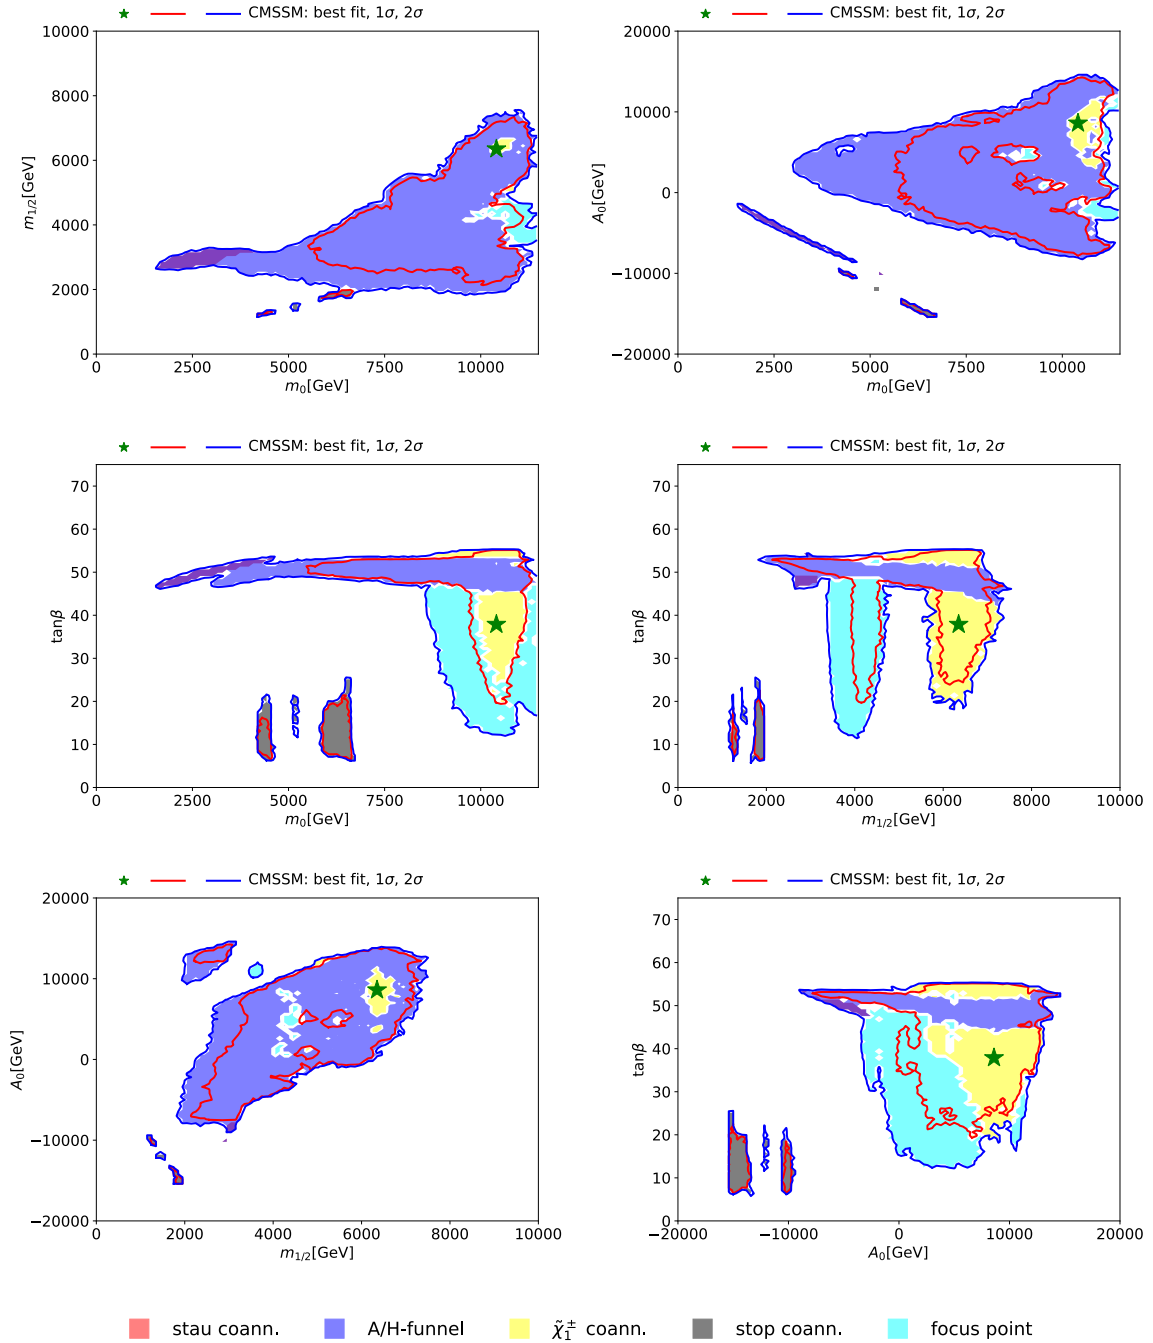 CMSSM: best fit, 1σ, 2σ
10000
8000
6000
4000
2000
0
m₁/₂[GeV]
0 2500 5000 7500 10000
m₀[GeV]
CMSSM: best fit, 1σ, 2σ
20000
10000
0
−10000
−20000
A₀[GeV]
0 2500 5000 7500 10000
m₀[GeV]
CMSSM: best fit, 1σ, 2σ
70
60
50
40
30
20
10
0
tanβ
0 2500 5000 7500 10000
m₀[GeV]
CMSSM: best fit, 1σ, 2σ
70
60
50
40
30
20
10
0
tanβ
0 2000 4000 6000 8000 10000
m₁/₂[GeV]
CMSSM: best fit, 1σ, 2σ
20000
10000
0
−10000
−20000
A₀[GeV]
0 2000 4000 6000 8000 10000
m₁/₂[GeV]
CMSSM: best fit, 1σ, 2σ
70
60
50
40
30
20
10
0
tanβ
−20000 −10000 0 10000 20000
A₀[GeV]
stau coann. A/H-funnel χ̃₁± coann. stop coann. focus point